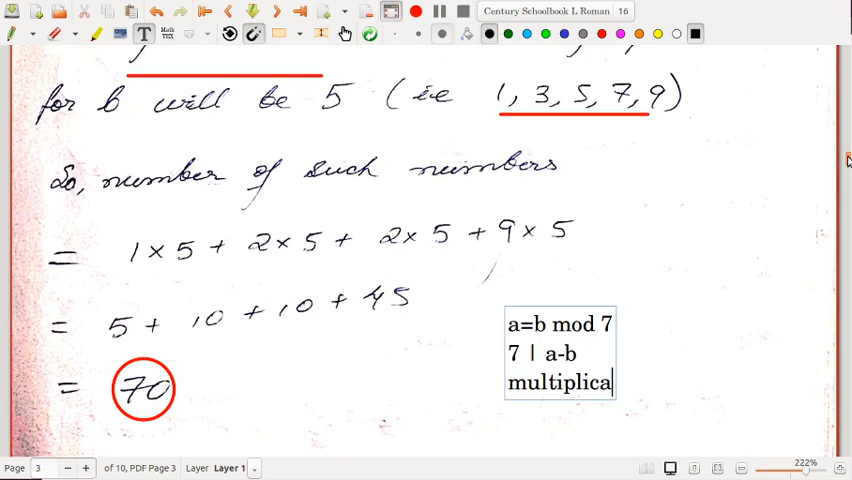 Century Schoolbook L Roman 16
Math
TEX
for b will be 5 (ie 1, 3, 5, 7, 9)
So, number of such numbers
= 1 × 5 + 2 × 5 + 2 × 5 + 9 × 5
= 5 + 10 + 10 + 45
= 70
a=b mod 7
7 | a-b
multiplica
Page 3 of 10, PDF Page 3 Layer Layer 1 222%